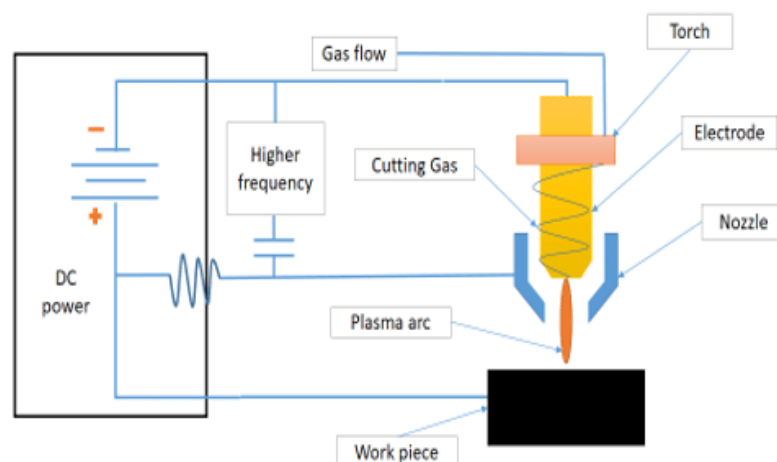 Torch
Gas flow
−
Higher
frequency
Cutting Gas
Electrode
+
Nozzle
DC
power
Plasma arc
Work piece